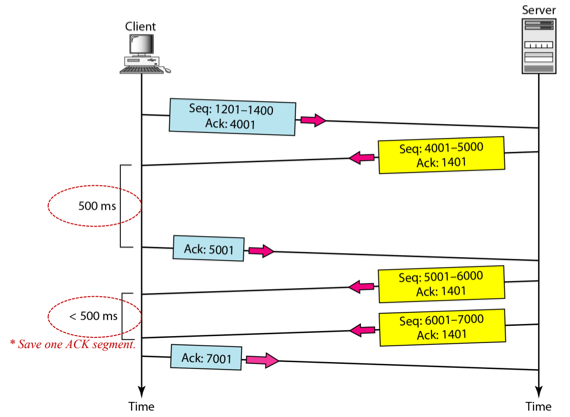 Client
Server
Seq: 1201–1400
Ack: 4001
Seq: 4001–5000
Ack: 1401
500 ms
Ack: 5001
Seq: 5001–6000
Ack: 1401
< 500 ms
Seq: 6001–7000
Ack: 1401
* Save one ACK segment.
Ack: 7001
Time
Time